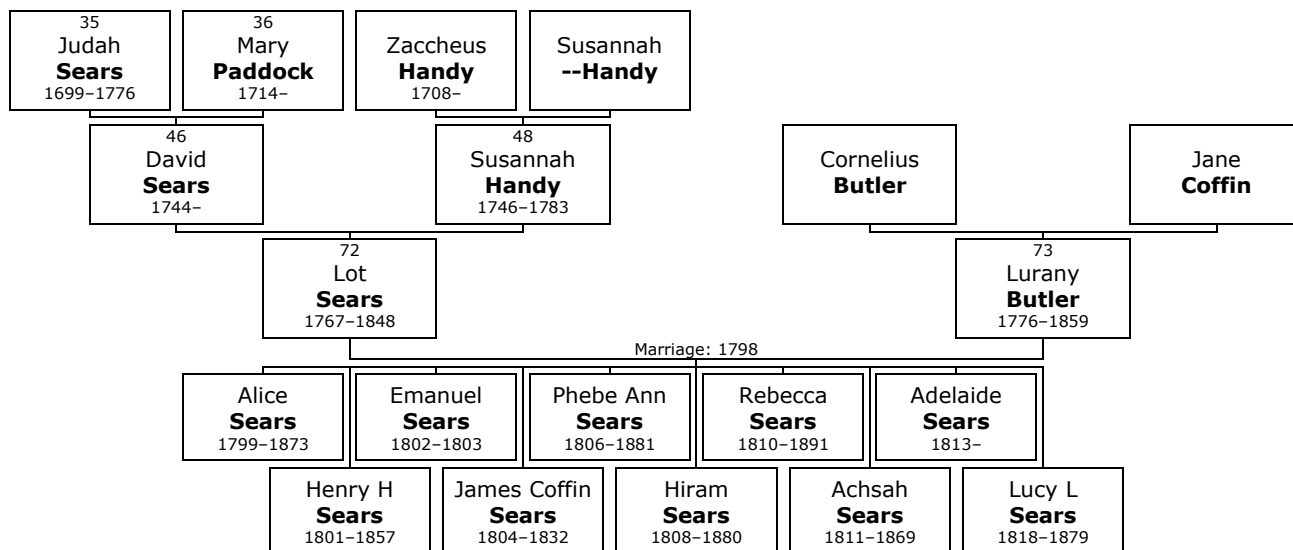 35
Judah
Sears
1699–1776
36
Mary
Paddock
1714–
Zaccheus
Handy
1708–
Susannah
--Handy
46
David
Sears
1744–
48
Susannah
Handy
1746–1783
Cornelius
Butler
Jane
Coffin
72
Lot
Sears
1767–1848
73
Lurany
Butler
1776–1859
Marriage: 1798
Alice
Sears
1799–1873
Emanuel
Sears
1802–1803
Phebe Ann
Sears
1806–1881
Rebecca
Sears
1810–1891
Adelaide
Sears
1813–
Henry H
Sears
1801–1857
James Coffin
Sears
1804–1832
Hiram
Sears
1808–1880
Achsah
Sears
1811–1869
Lucy L
Sears
1818–1879